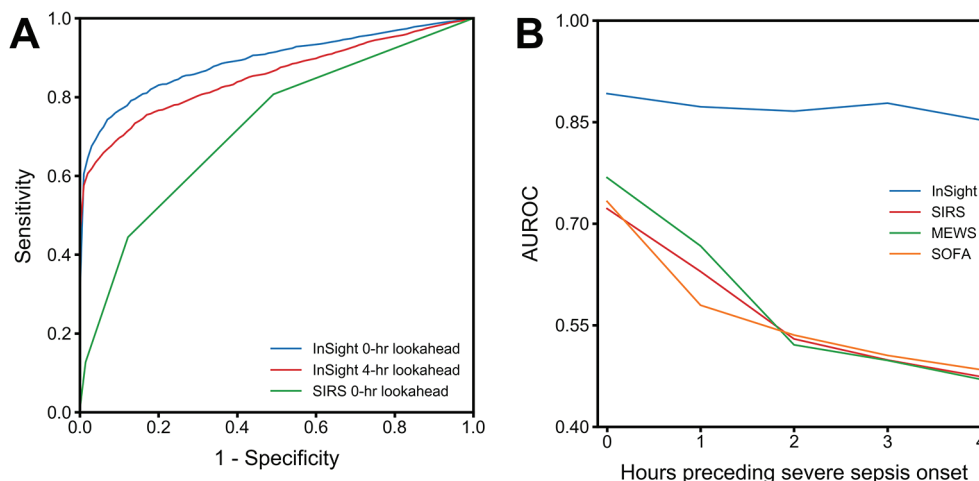 A
Sensitivity
1.0
0.8
0.6
0.4
0.2
0.0
InSight 0-hr lookahead
InSight 4-hr lookahead
SIRS 0-hr lookahead
0.0 0.2 0.4 0.6 0.8 1.0
1 - Specificity
B
AUROC
1.00
0.85
0.70
0.55
0.40
InSight
SIRS
MEWS
SOFA
0 1 2 3 4
Hours preceding severe sepsis onset